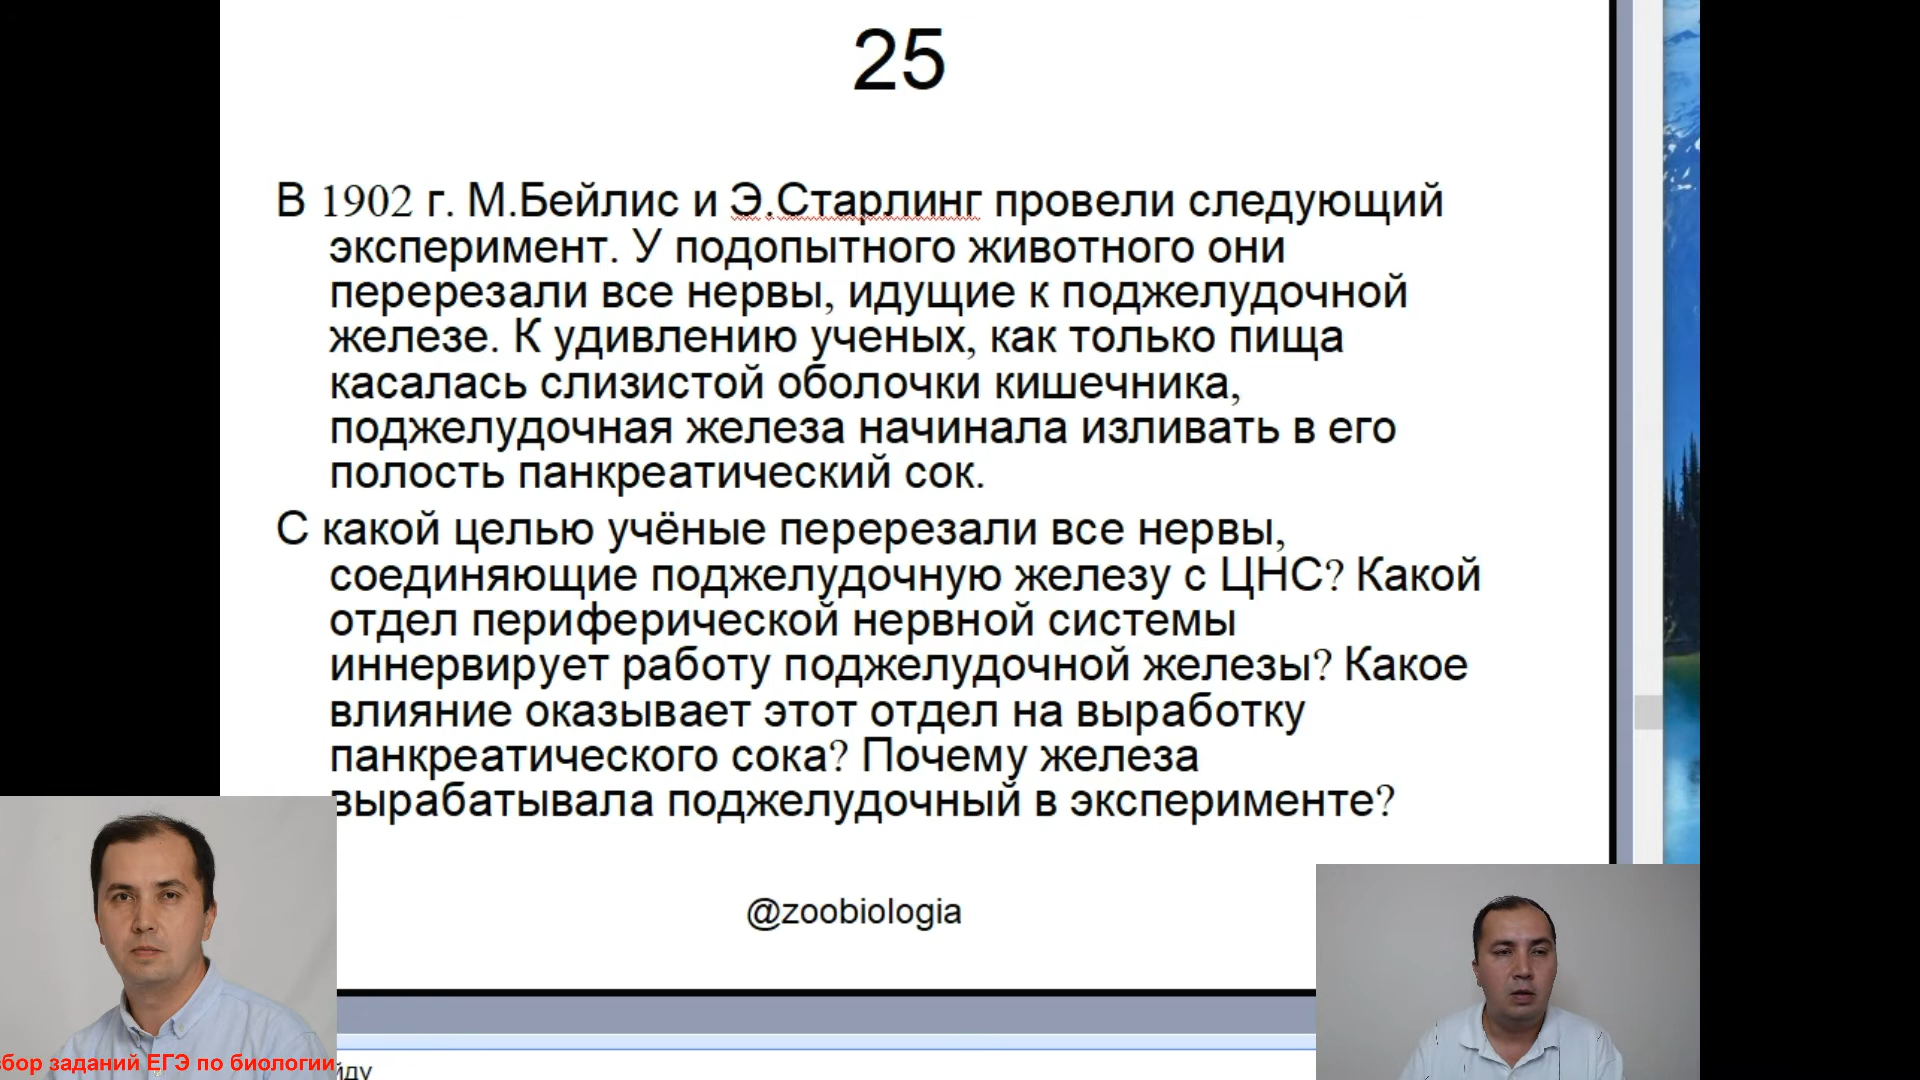 25
В 1902 г. М.Бейлис и Э.Старлинг провели следующий
эксперимент. У подопытного животного они
перерезали все нервы, идущие к поджелудочной
железе. К удивлению ученых, как только пища
касалась слизистой оболочки кишечника,
поджелудочная железа начинала изливать в его
полость панкреатический сок.
С какой целью учёные перерезали все нервы,
соединяющие поджелудочную железу с ЦНС? Какой
отдел периферической нервной системы
иннервирует работу поджелудочной железы? Какое
влияние оказывает этот отдел на выработку
панкреатического сока? Почему железа
вырабатывала поджелудочный в эксперименте?
@zoobiologia
бор заданий ЕГЭ по биологии